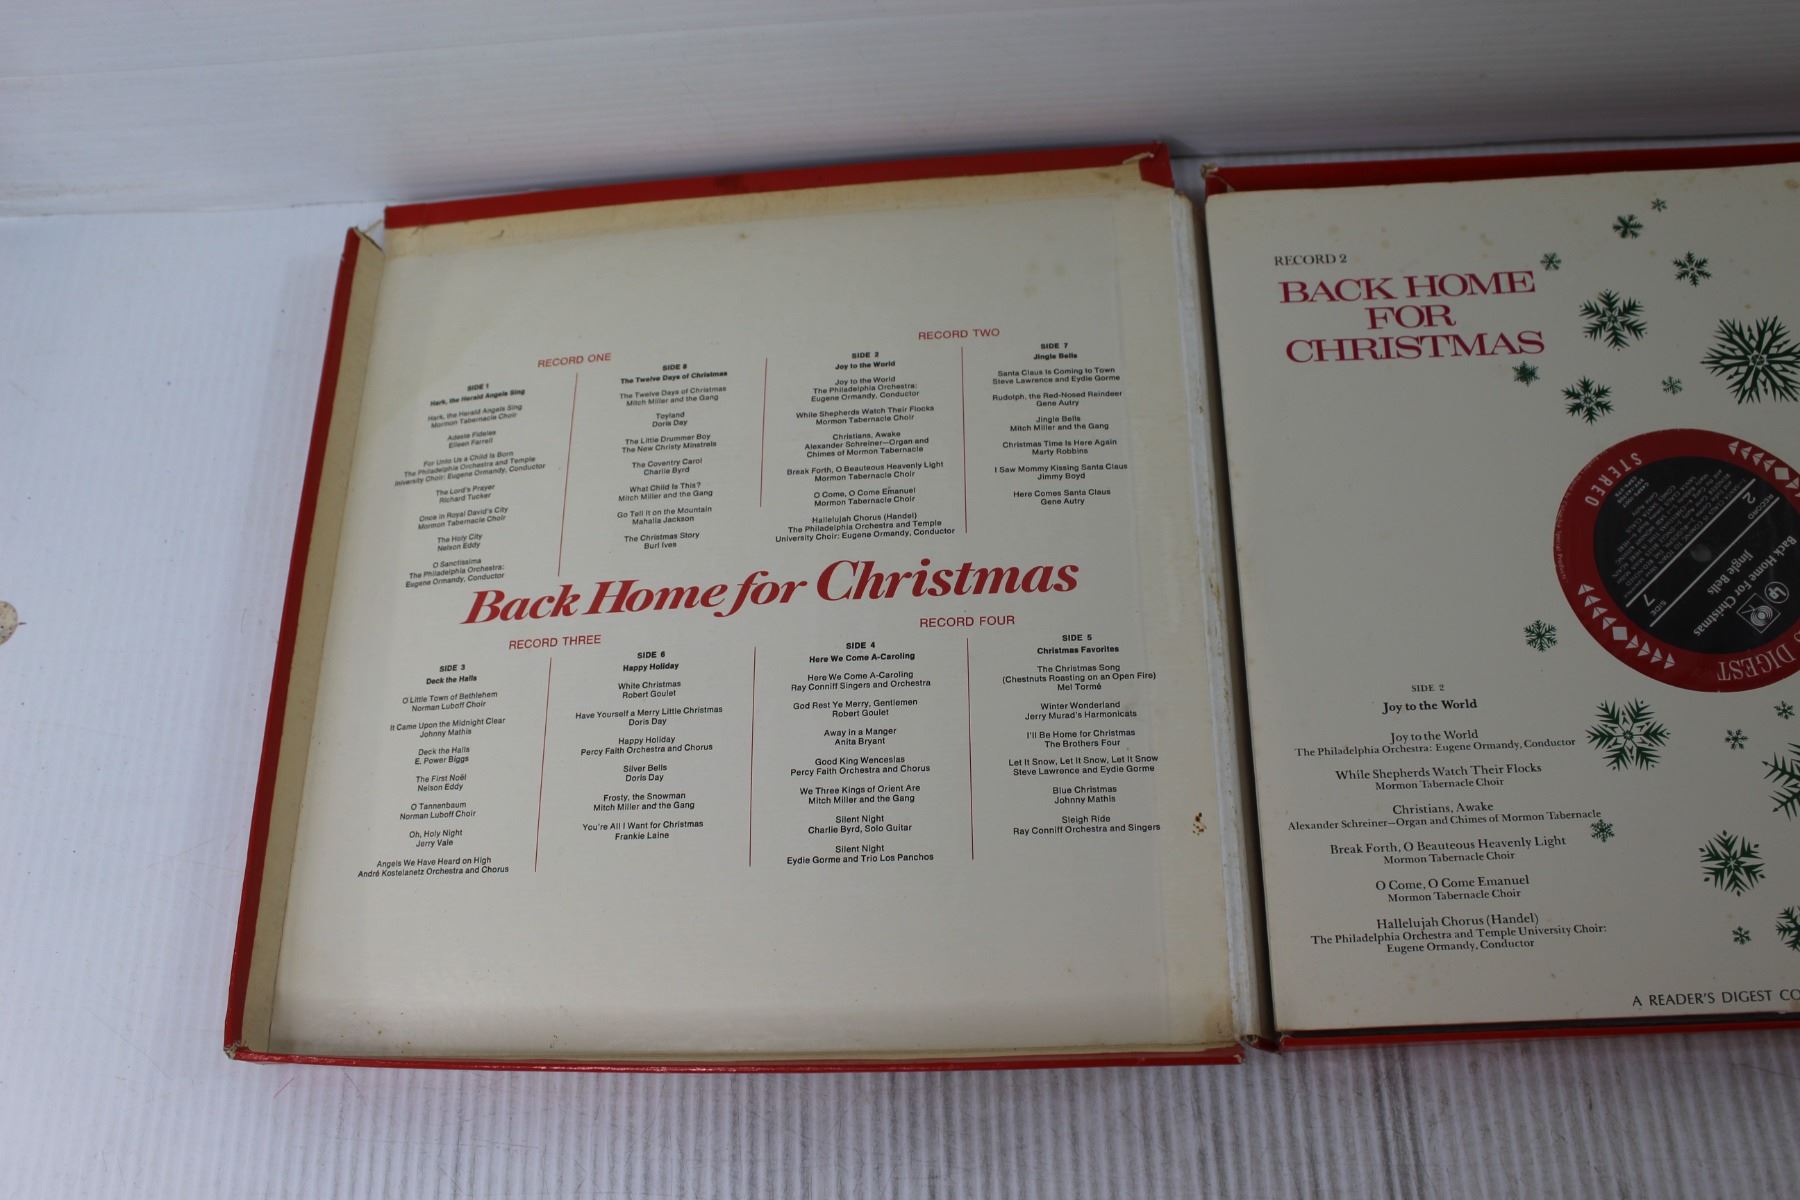 RECORD ONE
SIDE 1
Hark, the Herald Angels Sing
Hark, the Herald Angels Sing
Mormon Tabernacle Choir
Adeste Fideles
Eileen Farrell
For Unto Us a Child Is Born
The Philadelphia Orchestra and Temple
University Choir: Eugene Ormandy, Conductor
The Lord's Prayer
Richard Tucker
Once in Royal David's City
Mormon Tabernacle Choir
The Holy City
Nelson Eddy
O Sanctissima
The Philadelphia Orchestra:
Eugene Ormandy, Conductor
SIDE 8
The Twelve Days of Christmas
The Twelve Days of Christmas
Mitch Miller and the Gang
Toyland
Doris Day
The Little Drummer Boy
The New Christy Minstrels
The Coventry Carol
Charlie Byrd
What Child Is This?
Mitch Miller and the Gang
Go Tell It on the Mountain
Mahalia Jackson
The Christmas Story
Burl Ives
RECORD TWO
SIDE 2
Joy to the World
Joy to the World
The Philadelphia Orchestra:
Eugene Ormandy, Conductor
While Shepherds Watch Their Flocks
Mormon Tabernacle Choir
Christians, Awake
Alexander Schreiner—Organ and
Chimes of Mormon Tabernacle
Break Forth, O Beauteous Heavenly Light
Mormon Tabernacle Choir
O Come, O Come Emanuel
Mormon Tabernacle Choir
Hallelujah Chorus (Handel)
The Philadelphia Orchestra and Temple
University Choir: Eugene Ormandy, Conductor
SIDE 7
Jingle Bells
Santa Claus Is Coming to Town
Steve Lawrence and Eydie Gorme
Rudolph, the Red-Nosed Reindeer
Gene Autry
Jingle Bells
Mitch Miller and the Gang
Christmas Time Is Here Again
Marty Robbins
I Saw Mommy Kissing Santa Claus
Jimmy Boyd
Here Comes Santa Claus
Gene Autry
Back Home for Christmas
RECORD THREE
SIDE 3
Deck the Halls
O Little Town of Bethlehem
Norman Luboff Choir
It Came Upon the Midnight Clear
Johnny Mathis
Deck the Halls
E. Power Biggs
The First Noël
Nelson Eddy
O Tannenbaum
Norman Luboff Choir
Oh, Holy Night
Jerry Vale
Angels We Have Heard on High
André Kostelanetz Orchestra and Chorus
SIDE 6
Happy Holiday
White Christmas
Robert Goulet
Have Yourself a Merry Little Christmas
Doris Day
Happy Holiday
Percy Faith Orchestra and Chorus
Silver Bells
Doris Day
Frosty, the Snowman
Mitch Miller and the Gang
You're All I Want for Christmas
Frankie Laine
RECORD FOUR
SIDE 4
Here We Come A-Caroling
Here We Come A-Caroling
Ray Conniff Singers and Orchestra
God Rest Ye Merry, Gentlemen
Robert Goulet
Away in a Manger
Anita Bryant
Good King Wenceslas
Percy Faith Orchestra and Chorus
We Three Kings of Orient Are
Mitch Miller and the Gang
Silent Night
Charlie Byrd, Solo Guitar
Silent Night
Eydie Gorme and Trio Los Panchos
SIDE 5
Christmas Favorites
The Christmas Song
(Chestnuts Roasting on an Open Fire)
Mel Tormé
Winter Wonderland
Jerry Murad's Harmonicats
I'll Be Home for Christmas
The Brothers Four
Let It Snow, Let It Snow, Let It Snow
Steve Lawrence and Eydie Gorme
Blue Christmas
Johnny Mathis
Sleigh Ride
Ray Conniff Orchestra and Singers
RECORD 2
BACK HOME
FOR
CHRISTMAS
STEREO
RECORD
2
Back Home For Christmas
Jingle Bells
SIDE
7
DIGEST
SIDE 2
Joy to the World
Joy to the World
The Philadelphia Orchestra: Eugene Ormandy, Conductor
While Shepherds Watch Their Flocks
Mormon Tabernacle Choir
Christians, Awake
Alexander Schreiner—Organ and Chimes of Mormon Tabernacle
Break Forth, O Beauteous Heavenly Light
Mormon Tabernacle Choir
O Come, O Come Emanuel
Mormon Tabernacle Choir
Hallelujah Chorus (Handel)
The Philadelphia Orchestra and Temple University Choir:
Eugene Ormandy, Conductor
A READER'S DIGEST CO